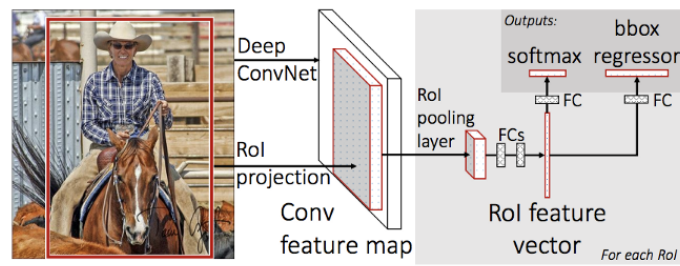 Deep
ConvNet
RoI
projection
Conv
feature map
RoI
pooling
layer
FCs
RoI feature
vector
Outputs:
softmax
bbox
regressor
FC
FC
For each RoI